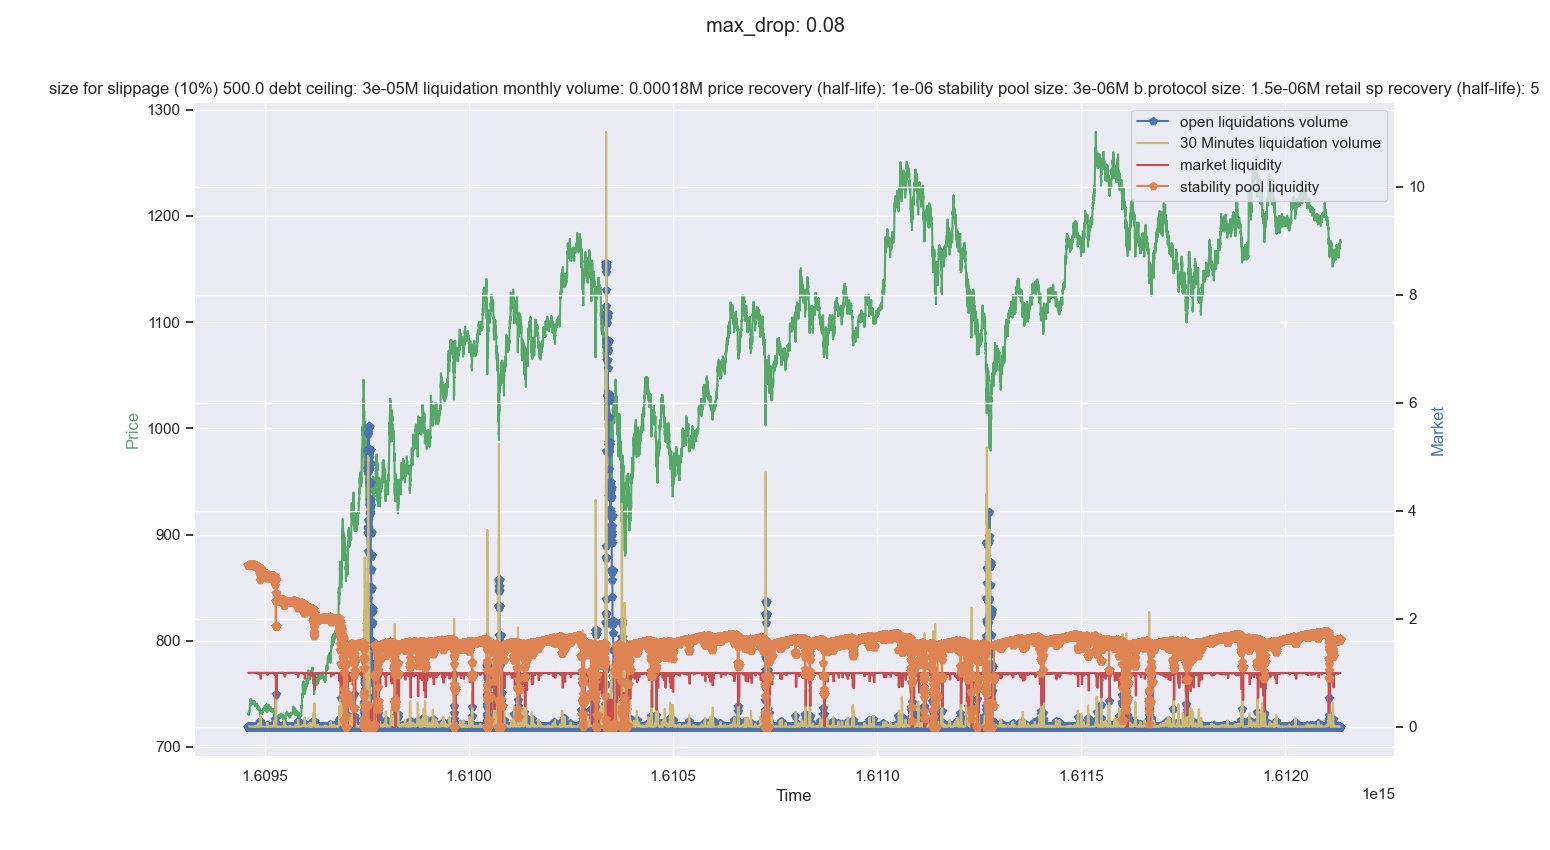 max_drop: 0.08
size for slippage (10%) 500.0 debt ceiling: 3e-05M liquidation monthly volume: 0.00018M price recovery (half-life): 1e-06 stability pool size: 3e-06M b.protocol size: 1.5e-06M retail sp recovery (half-life): 5
open liquidations volume
30 Minutes liquidation volume
market liquidity
stability pool liquidity
1300
1200
1100
1000
900
800
700
Price
10
8
6
4
2
0
Market
1.6095
1.6100
1.6105
1.6110
1.6115
1.6120
Time
1e15